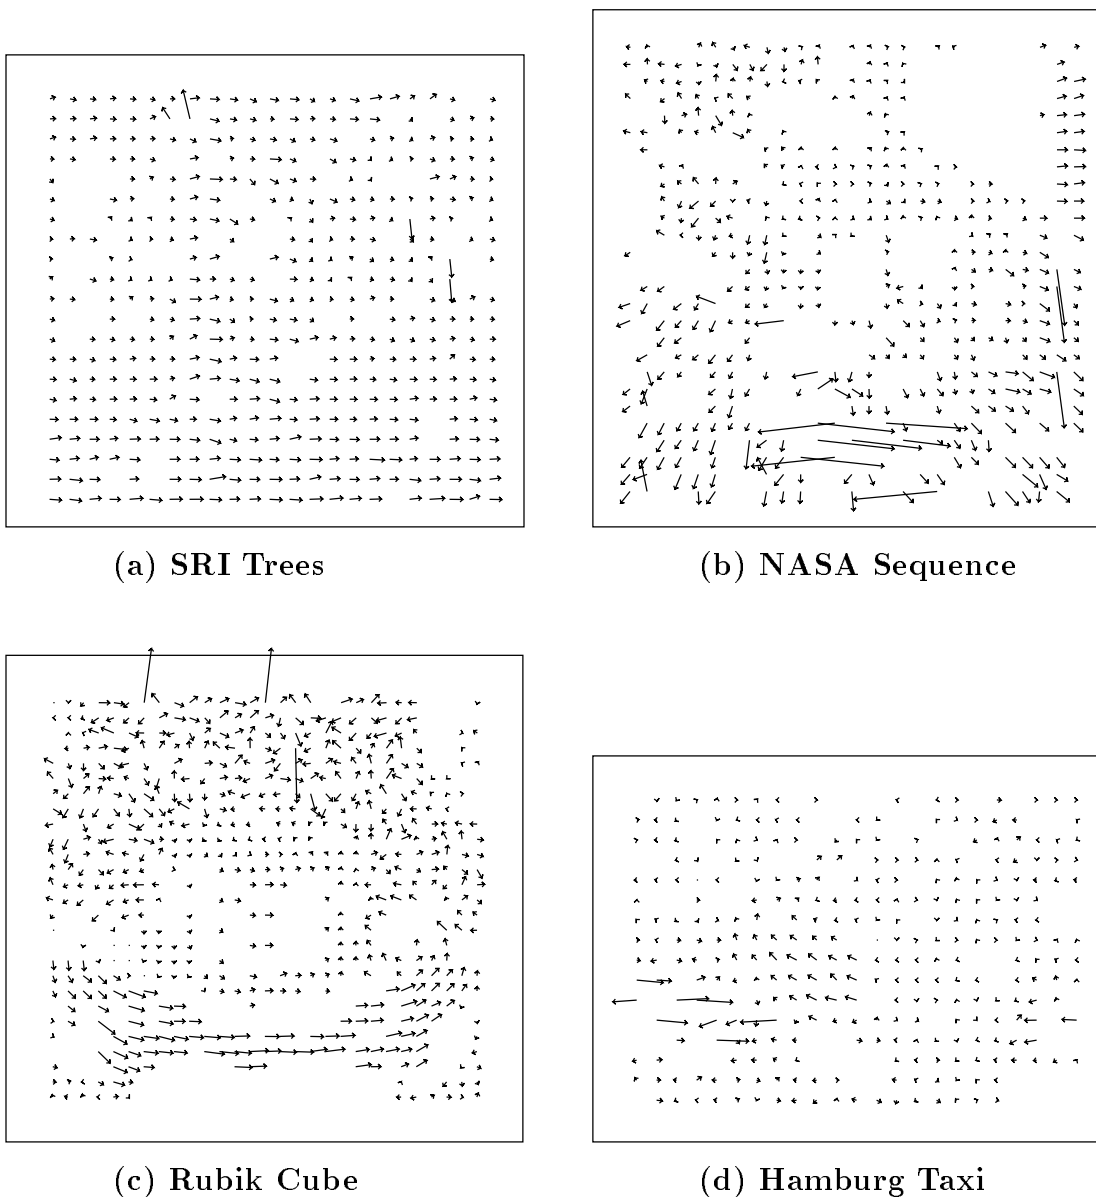 (a) SRI Trees
(b) NASA Sequence
(c) Rubik Cube
(d) Hamburg Taxi